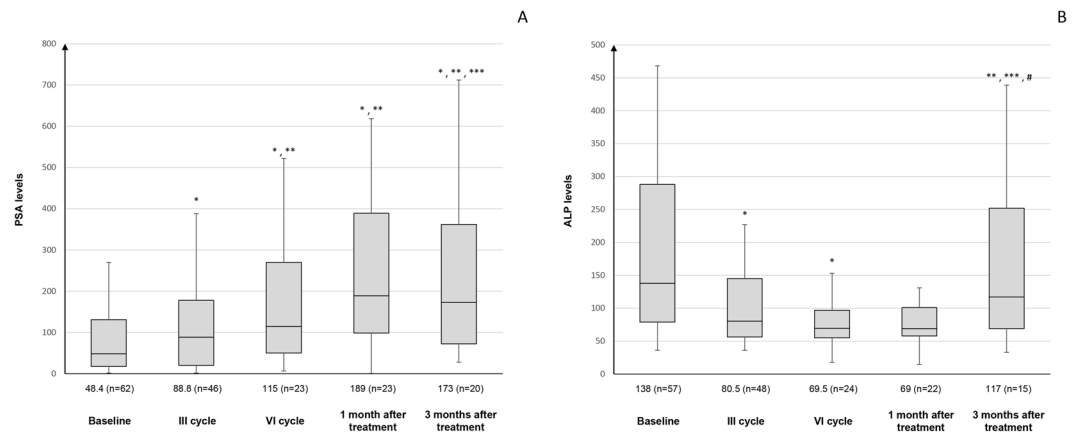 A
PSA levels
800
700
600
500
400
300
200
100
0
*
*, **
*, **
*, **, ***
48.4 (n=62)
88.8 (n=46)
115 (n=23)
189 (n=23)
173 (n=20)
Baseline
III cycle
VI cycle
1 month after
treatment
3 months after
treatment
B
ALP levels
500
450
400
350
300
250
200
150
100
50
0
*
*
**, ***, #
138 (n=57)
80.5 (n=48)
69.5 (n=24)
69 (n=22)
117 (n=15)
Baseline
III cycle
VI cycle
1 month after
treatment
3 months after
treatment